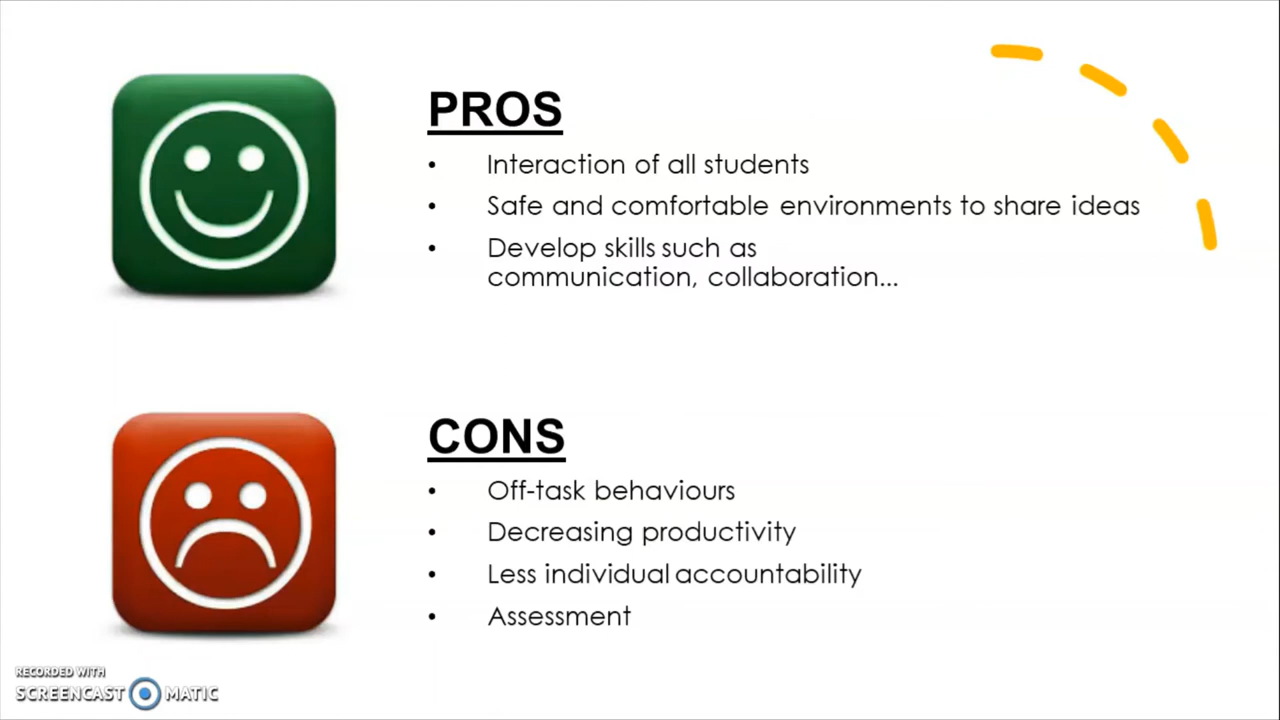 PROS
• Interaction of all students
• Safe and comfortable environments to share ideas
• Develop skills such as
communication, collaboration...
CONS
• Off-task behaviours
• Decreasing productivity
• Less individual accountability
• Assessment
RECORDED WITH
SCREENCAST MATIC